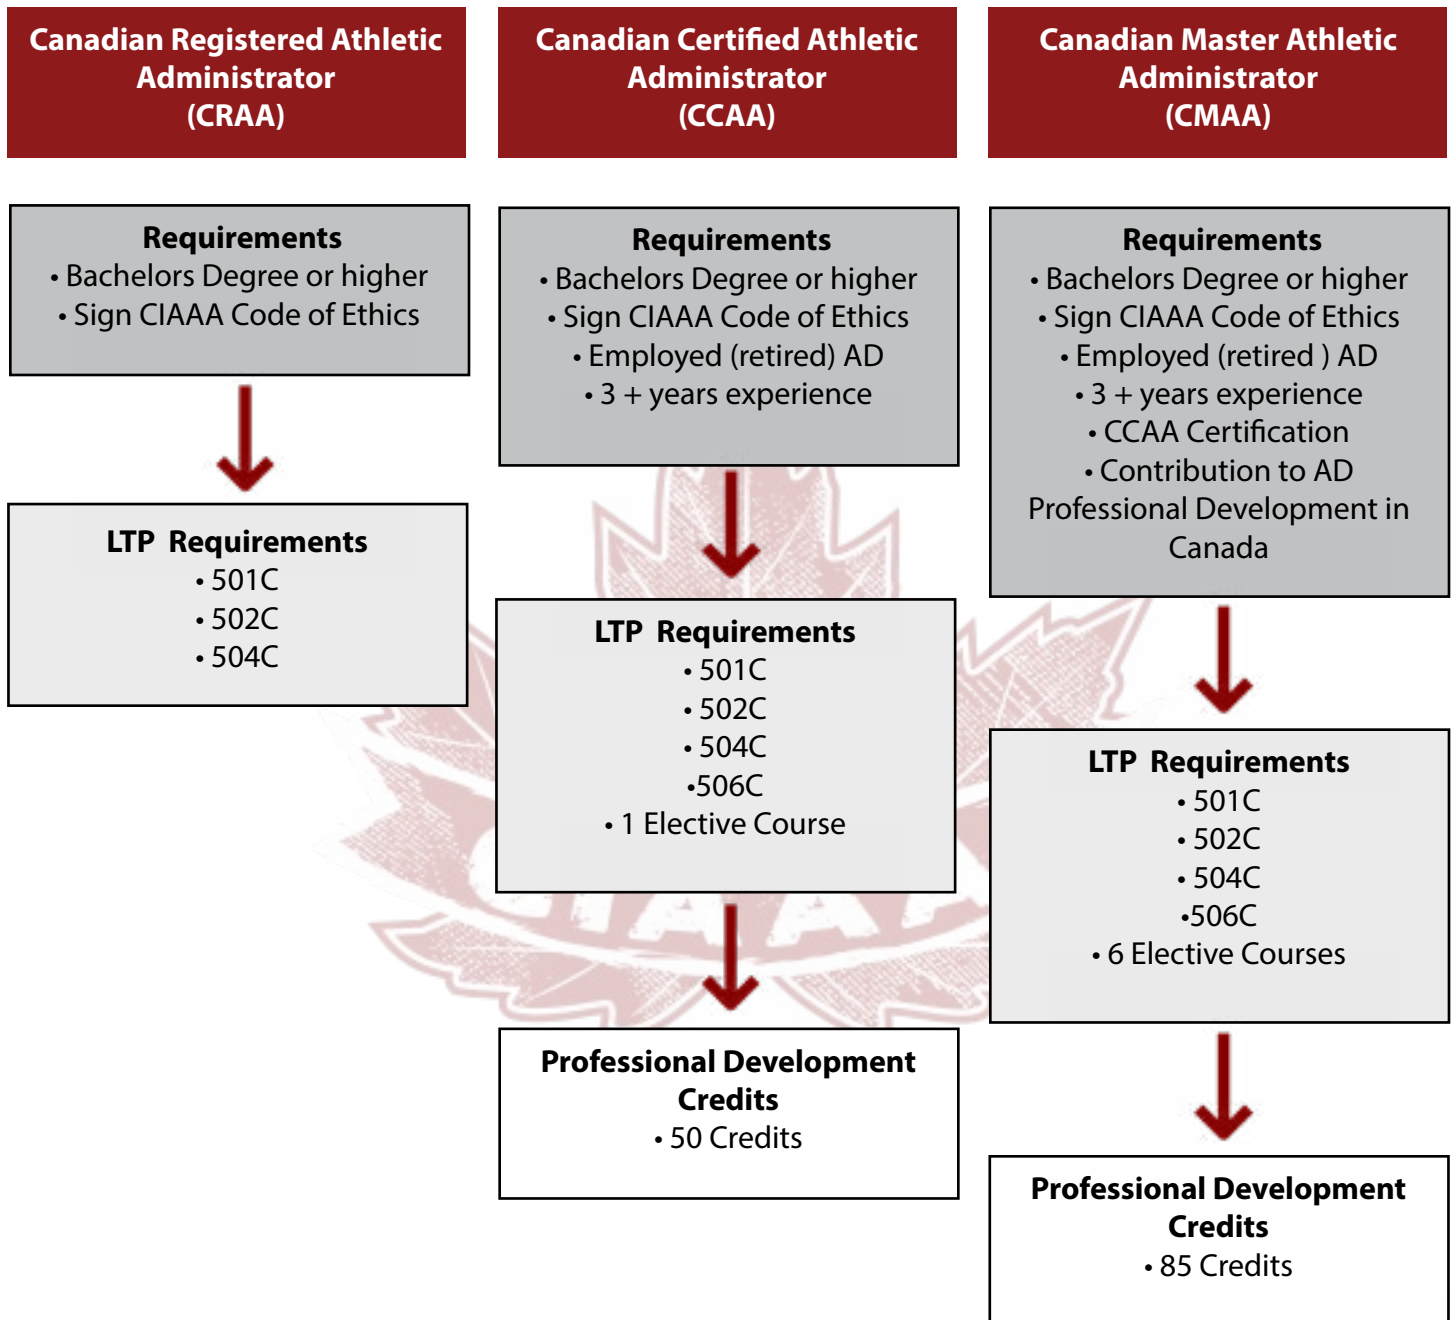 Canadian Registered Athletic
Administrator
(CRAA)
Requirements
• Bachelors Degree or higher
• Sign CIAAA Code of Ethics
LTP Requirements
• 501C
• 502C
• 504C
Canadian Certified Athletic
Administrator
(CCAA)
Requirements
• Bachelors Degree or higher
• Sign CIAAA Code of Ethics
• Employed (retired) AD
• 3 + years experience
LTP Requirements
• 501C
• 502C
• 504C
•506C
• 1 Elective Course
Professional Development
Credits
• 50 Credits
Canadian Master Athletic
Administrator
(CMAA)
Requirements
• Bachelors Degree or higher
• Sign CIAAA Code of Ethics
• Employed (retired ) AD
• 3 + years experience
• CCAA Certification
• Contribution to AD
Professional Development in
Canada
LTP Requirements
• 501C
• 502C
• 504C
•506C
• 6 Elective Courses
Professional Development
Credits
• 85 Credits